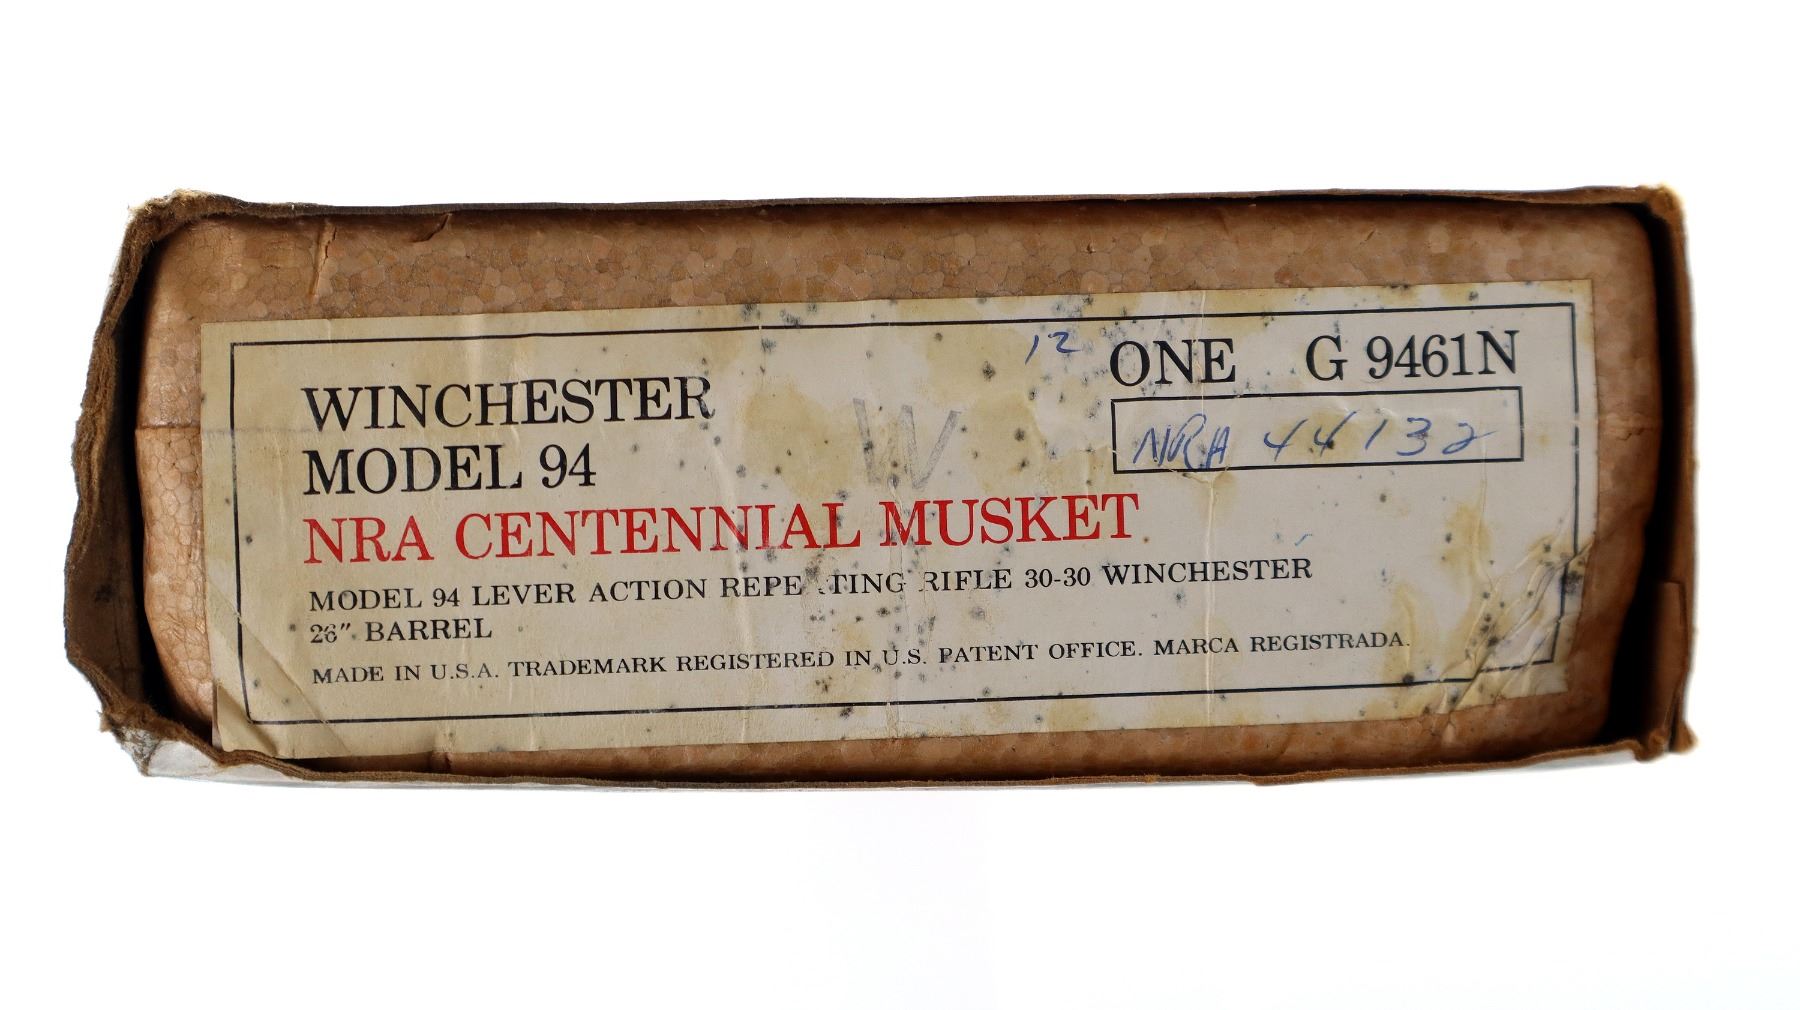 12 ONE G 9461N
NRA 44132
WINCHESTER
W
MODEL 94
NRA CENTENNIAL MUSKET
MODEL 94 LEVER ACTION REPE TING RIFLE 30-30 WINCHESTER
26" BARREL
MADE IN U.S.A. TRADEMARK REGISTERED IN U.S. PATENT OFFICE. MARCA REGISTRADA.